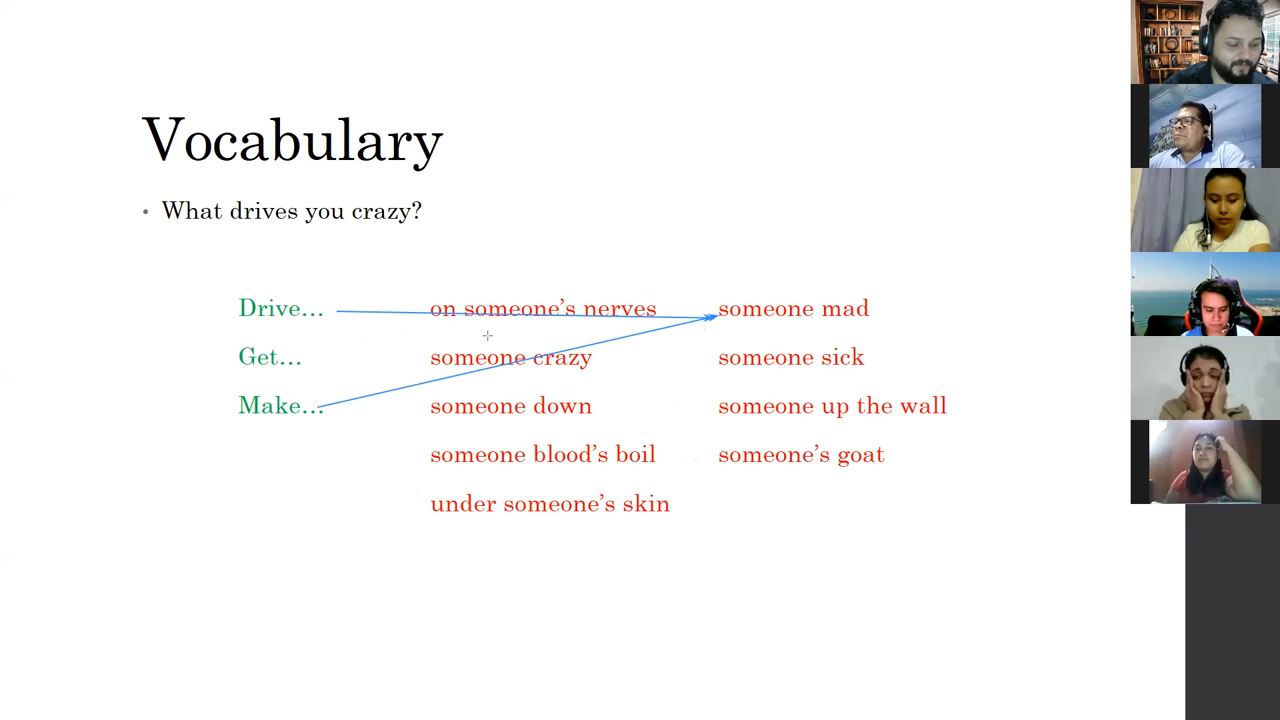 Vocabulary
• What drives you crazy?
Drive… on someone’s nerves someone mad
Get… someone crazy someone sick
Make… someone down someone up the wall
someone blood’s boil someone’s goat
under someone’s skin